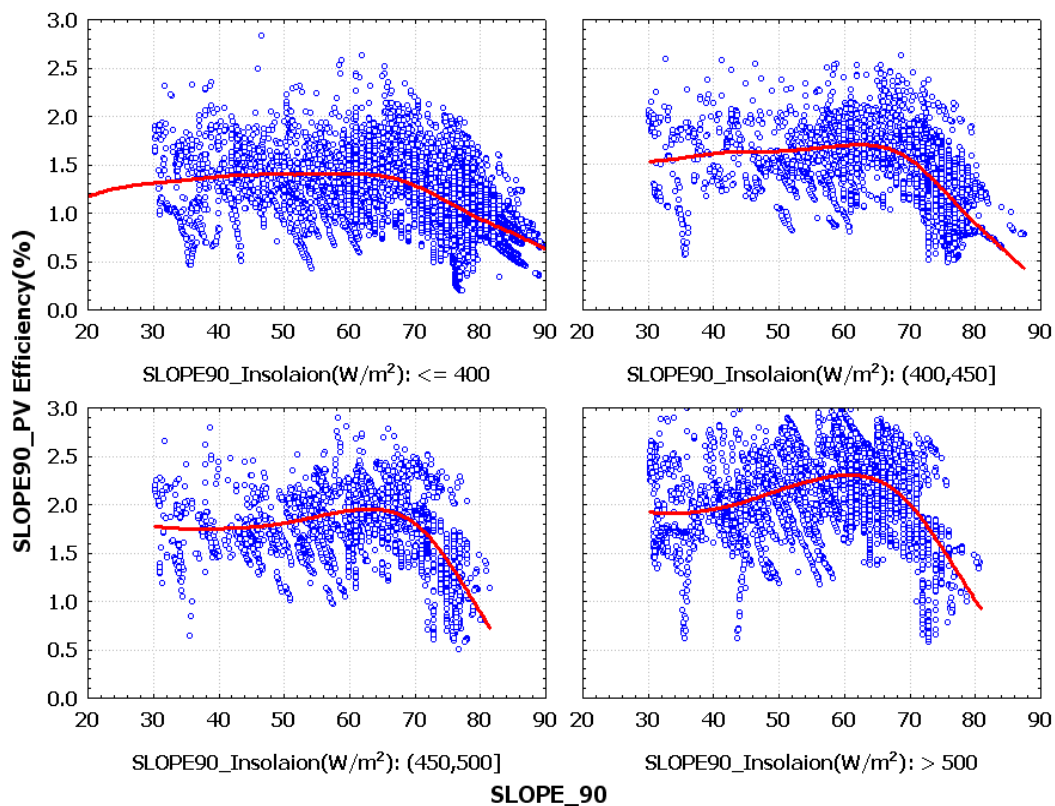 3.0
2.5
2.0
1.5
1.0
0.5
0.0
20 30 40 50 60 70 80 90
SLOPE90_Insolaion(W/m²): <= 400
20 30 40 50 60 70 80 90
SLOPE90_Insolaion(W/m²): (400,450]
SLOPE90_PV Efficiency(%)
3.0
2.5
2.0
1.5
1.0
0.5
0.0
20 30 40 50 60 70 80 90
SLOPE90_Insolaion(W/m²): (450,500]
20 30 40 50 60 70 80 90
SLOPE90_Insolaion(W/m²): > 500
SLOPE_90